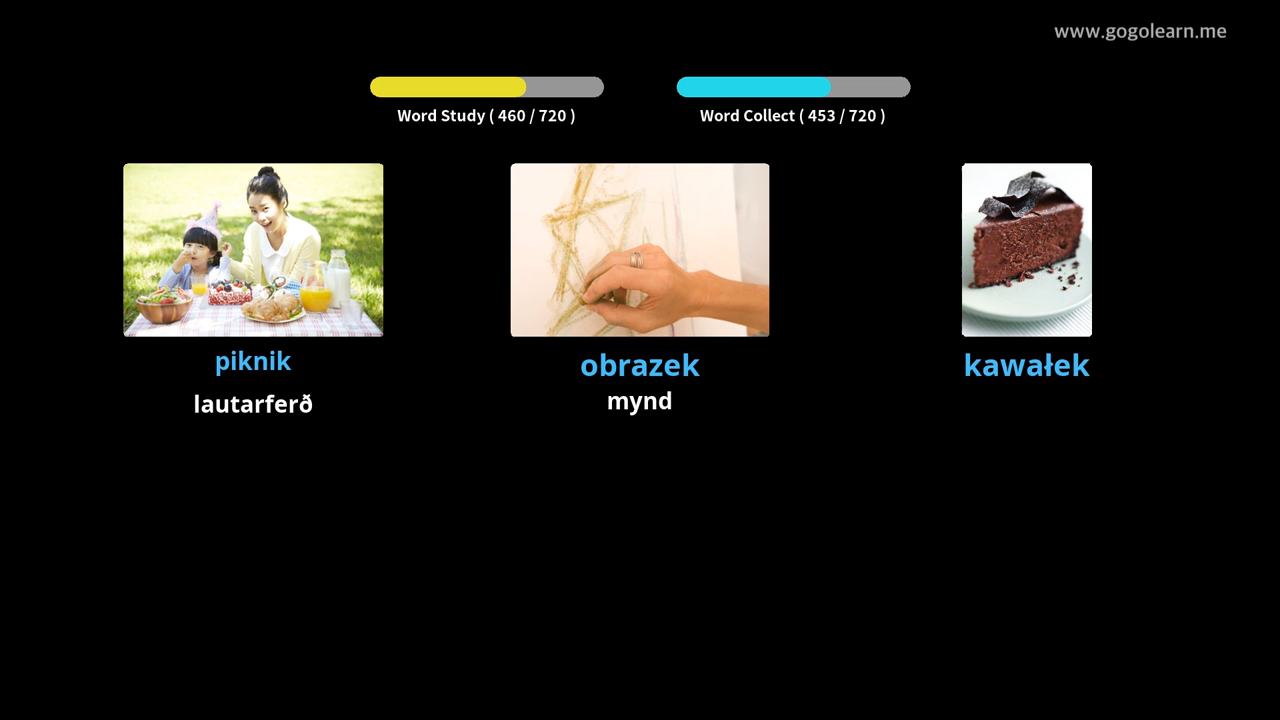 www.gogolearn.me
Word Study ( 460 / 720 )
Word Collect ( 453 / 720 )
piknik
lautarferð
obrazek
mynd
kawałek